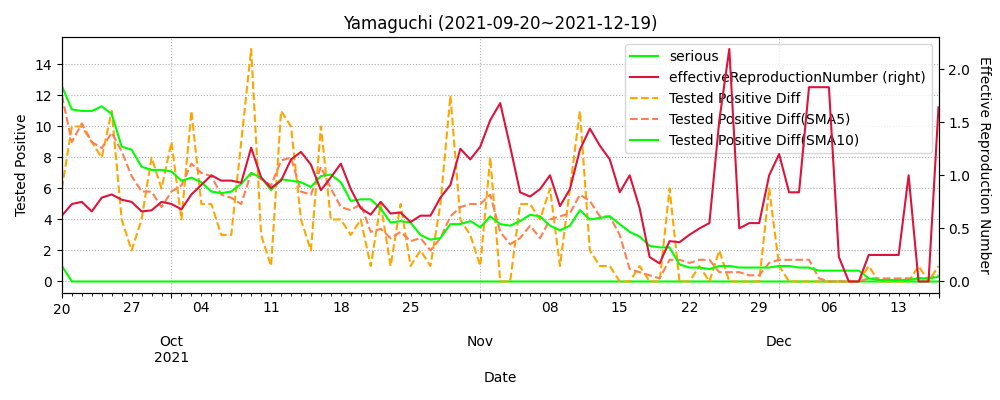 Yamaguchi (2021-09-20~2021-12-19)
serious
effectiveReproductionNumber (right)
Tested Positive Diff
Tested Positive Diff(SMA5)
Tested Positive Diff(SMA10)
Tested Positive
14
12
10
8
6
4
2
0
Effective Reproduction Number
2.0
1.5
1.0
0.5
0.0
20 27 04 11 18 25 08 15 22 29 06 13
Oct Nov Dec
2021
Date